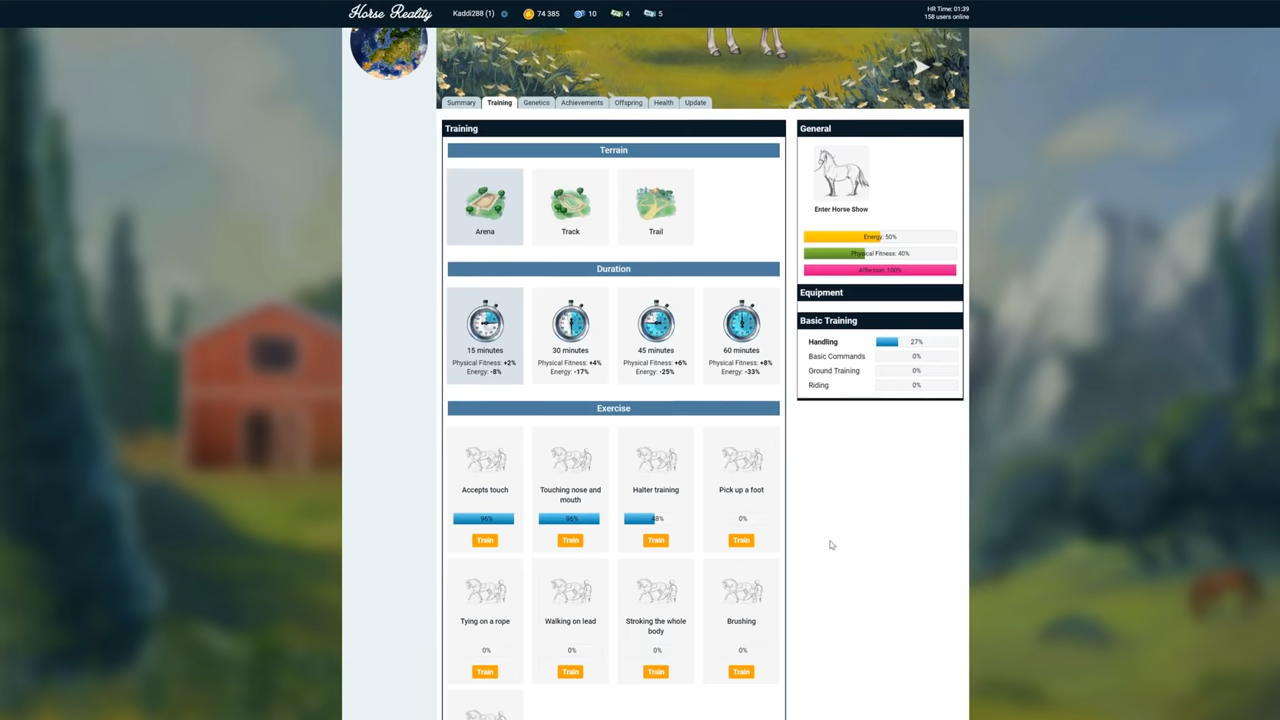 Horse Reality
Kaddi288 (1)
74 385
10
4
5
HR Time: 01:39
158 users online
Summary
Training
Genetics
Achievements
Offspring
Health
Update
Training
Terrain
Arena
Track
Trail
Duration
15 minutes
Physical Fitness: +2%
Energy: -8%
30 minutes
Physical Fitness: +4%
Energy: -17%
45 minutes
Physical Fitness: +6%
Energy: -25%
60 minutes
Physical Fitness: +8%
Energy: -33%
Exercise
Accepts touch
96%
Train
Touching nose and
mouth
96%
Train
Halter training
48%
Train
Pick up a foot
0%
Train
Tying on a rope
0%
Train
Walking on lead
0%
Train
Stroking the whole
body
0%
Train
Brushing
0%
Train
General
Enter Horse Show
Energy: 50%
Physical Fitness: 40%
Affection: 100%
Equipment
Basic Training
Handling 27%
Basic Commands 0%
Ground Training 0%
Riding 0%